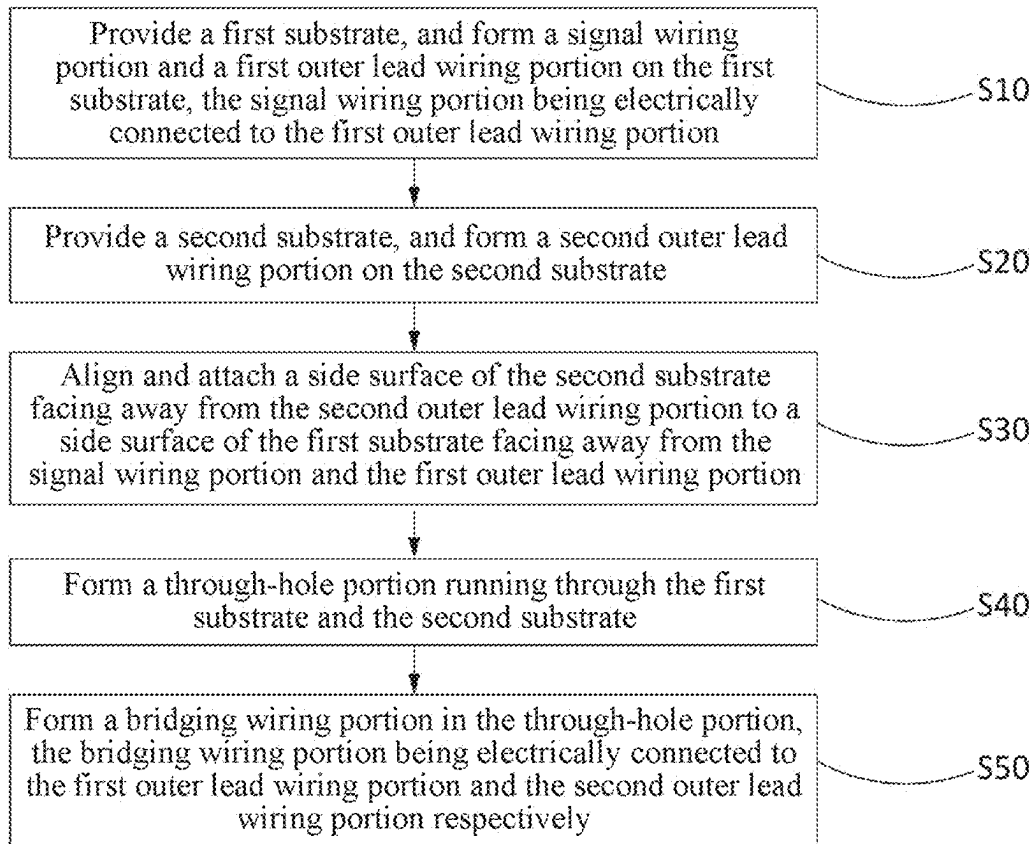 Provide a first substrate, and form a signal wiring
portion and a first outer lead wiring portion on the first
substrate, the signal wiring portion being electrically
connected to the first outer lead wiring portion
S10
Provide a second substrate, and form a second outer lead
wiring portion on the second substrate
S20
Align and attach a side surface of the second substrate
facing away from the second outer lead wiring portion to a
side surface of the first substrate facing away from the
signal wiring portion and the first outer lead wiring portion
S30
Form a through-hole portion running through the first
substrate and the second substrate
S40
Form a bridging wiring portion in the through-hole portion,
the bridging wiring portion being electrically connected to
the first outer lead wiring portion and the second outer lead
wiring portion respectively
S50